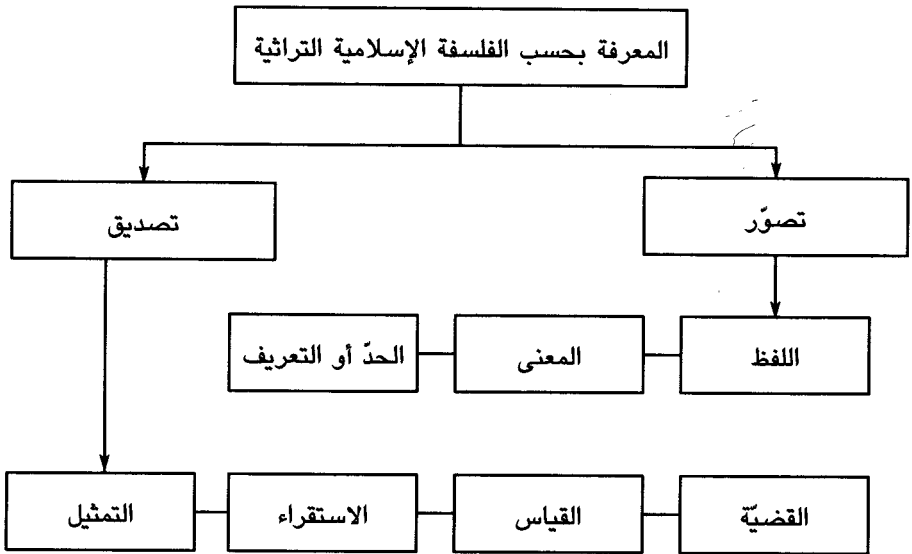 المعرفة بحسب الفلسفة الإسلامية التراثية
تصوّر
تصديق
اللفظ
المعنى
الحدّ أو التعريف
القضيّة
القياس
الاستقراء
التمثيل